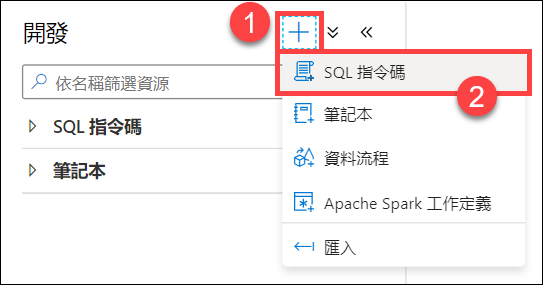 開發
1
依名稱篩選資源
SQL 指令碼
2
SQL 指令碼
筆記本
筆記本
資料流程
Apache Spark 工作定義
匯入